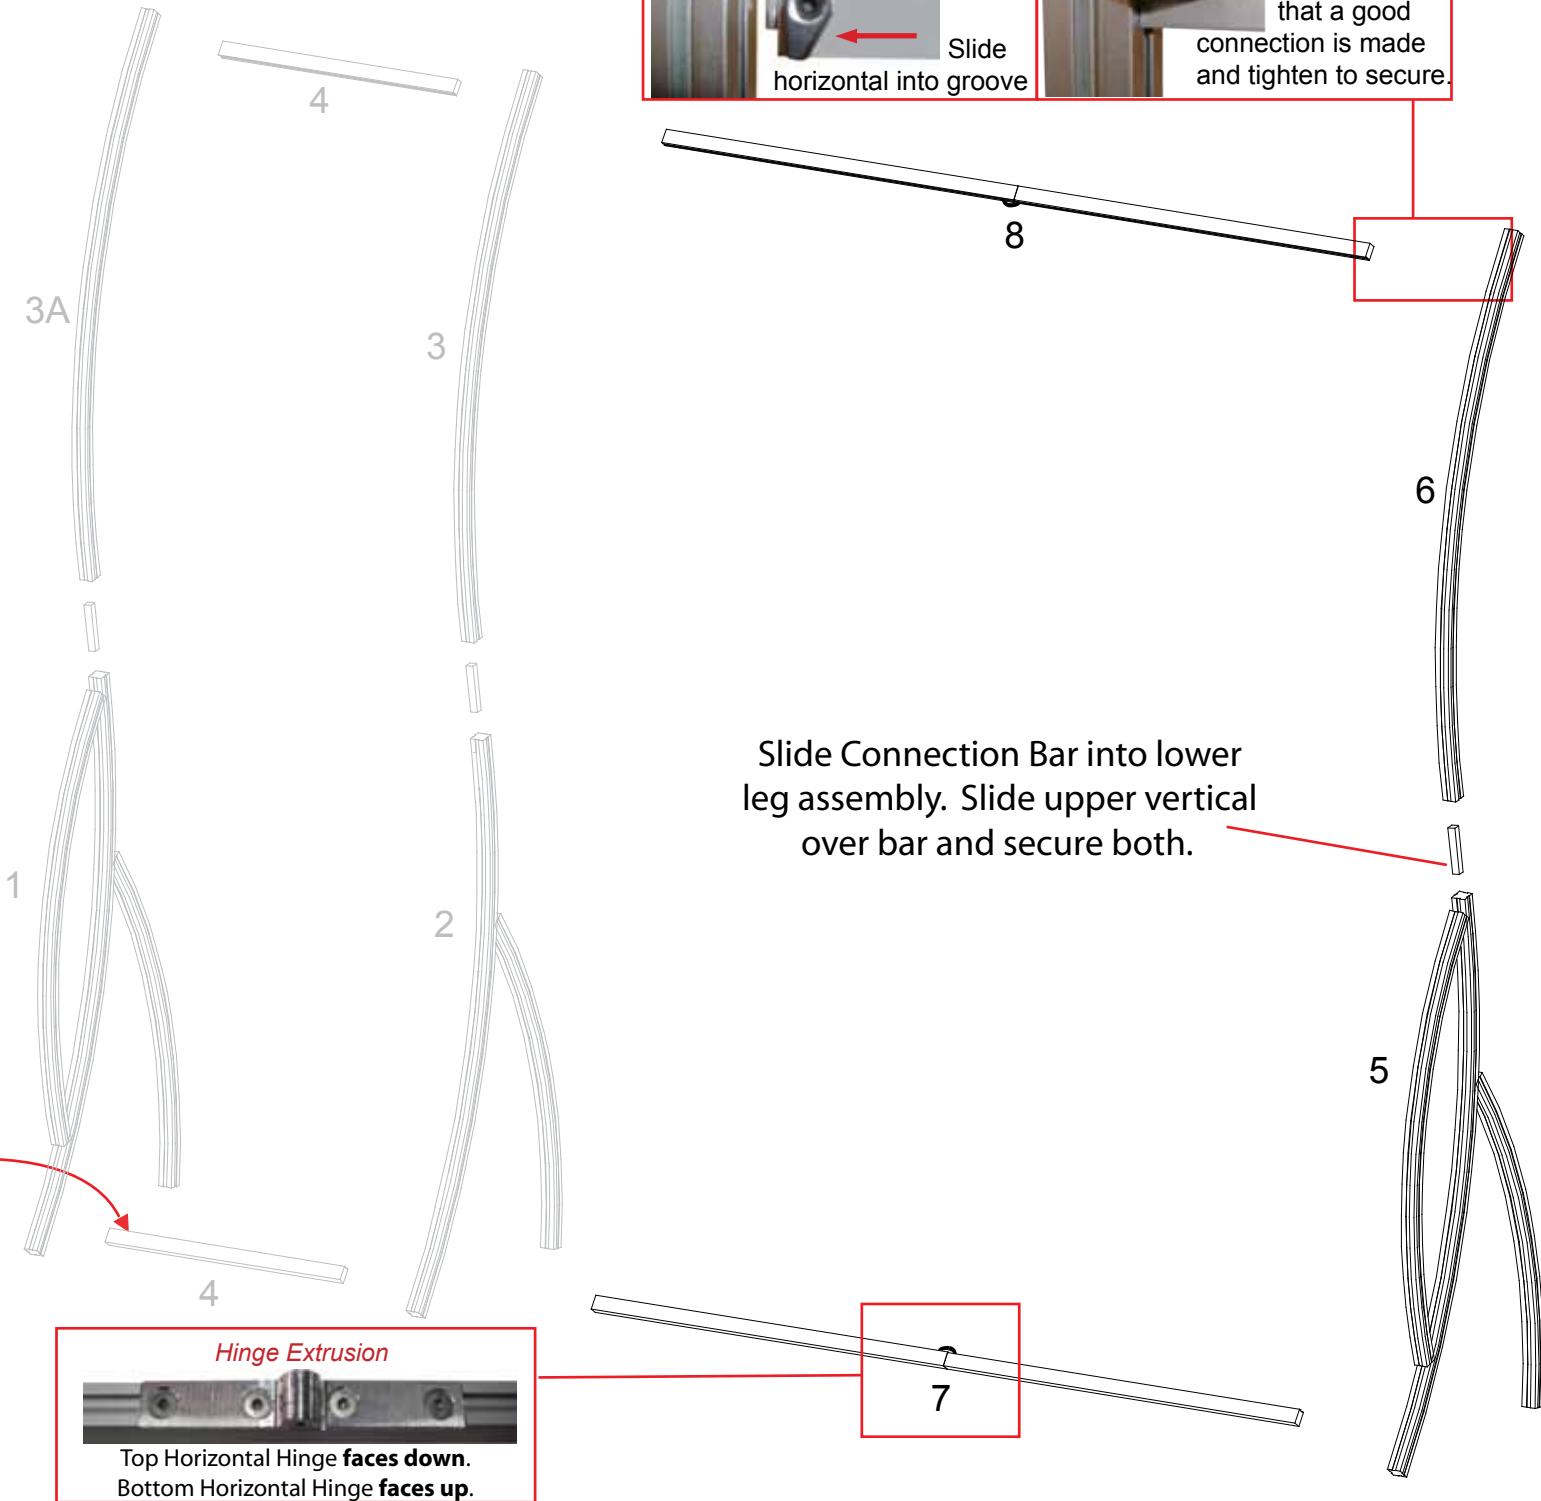 Slide
horizontal into groove
that a good
connection is made
and tighten to secure.
4
8
3A
3
6
Slide Connection Bar into lower
leg assembly. Slide upper vertical
over bar and secure both.
1
2
5
4
7
Hinge Extrusion
Top Horizontal Hinge faces down.
Bottom Horizontal Hinge faces up.